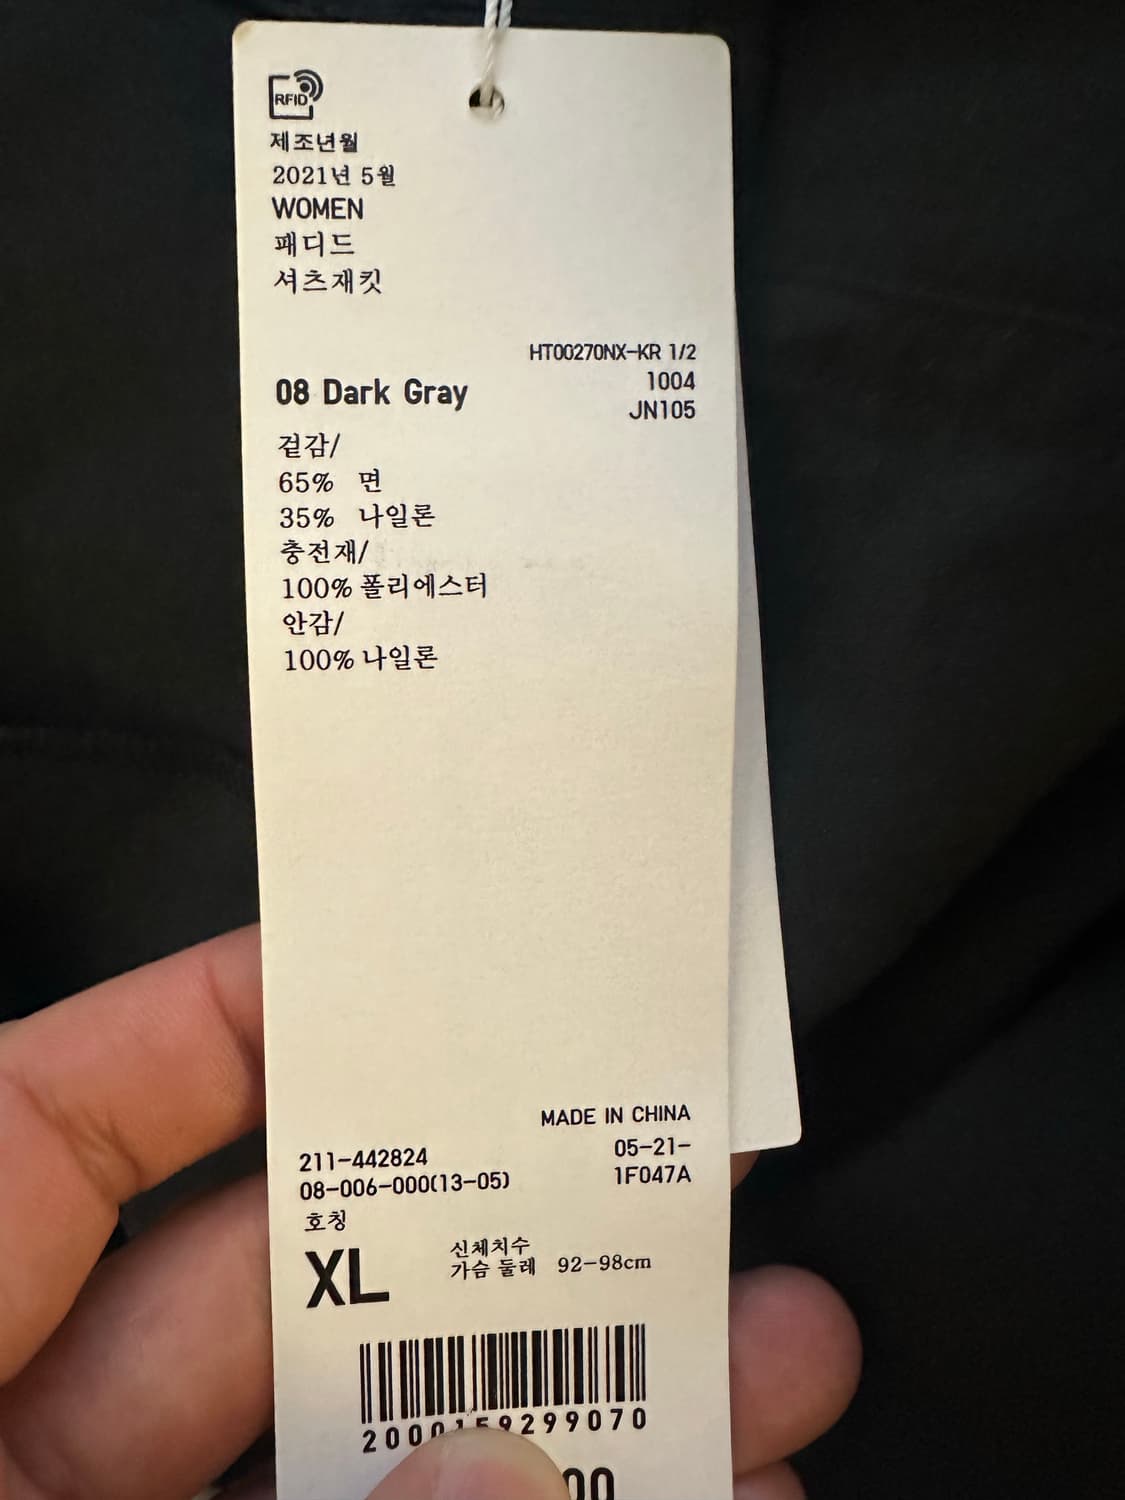 RFID
제조년월
2021년 5월
WOMEN
패디드
셔츠재킷
HT00270NX-KR 1/2
1004
JN105
08 Dark Gray
겉감/
65% 면
35% 나일론
충전재/
100% 폴리에스터
안감/
100% 나일론
MADE IN CHINA
05-21-
1F047A
211-442824
08-006-000(13-05)
호칭
XL
신체치수
가슴 둘레 92-98cm